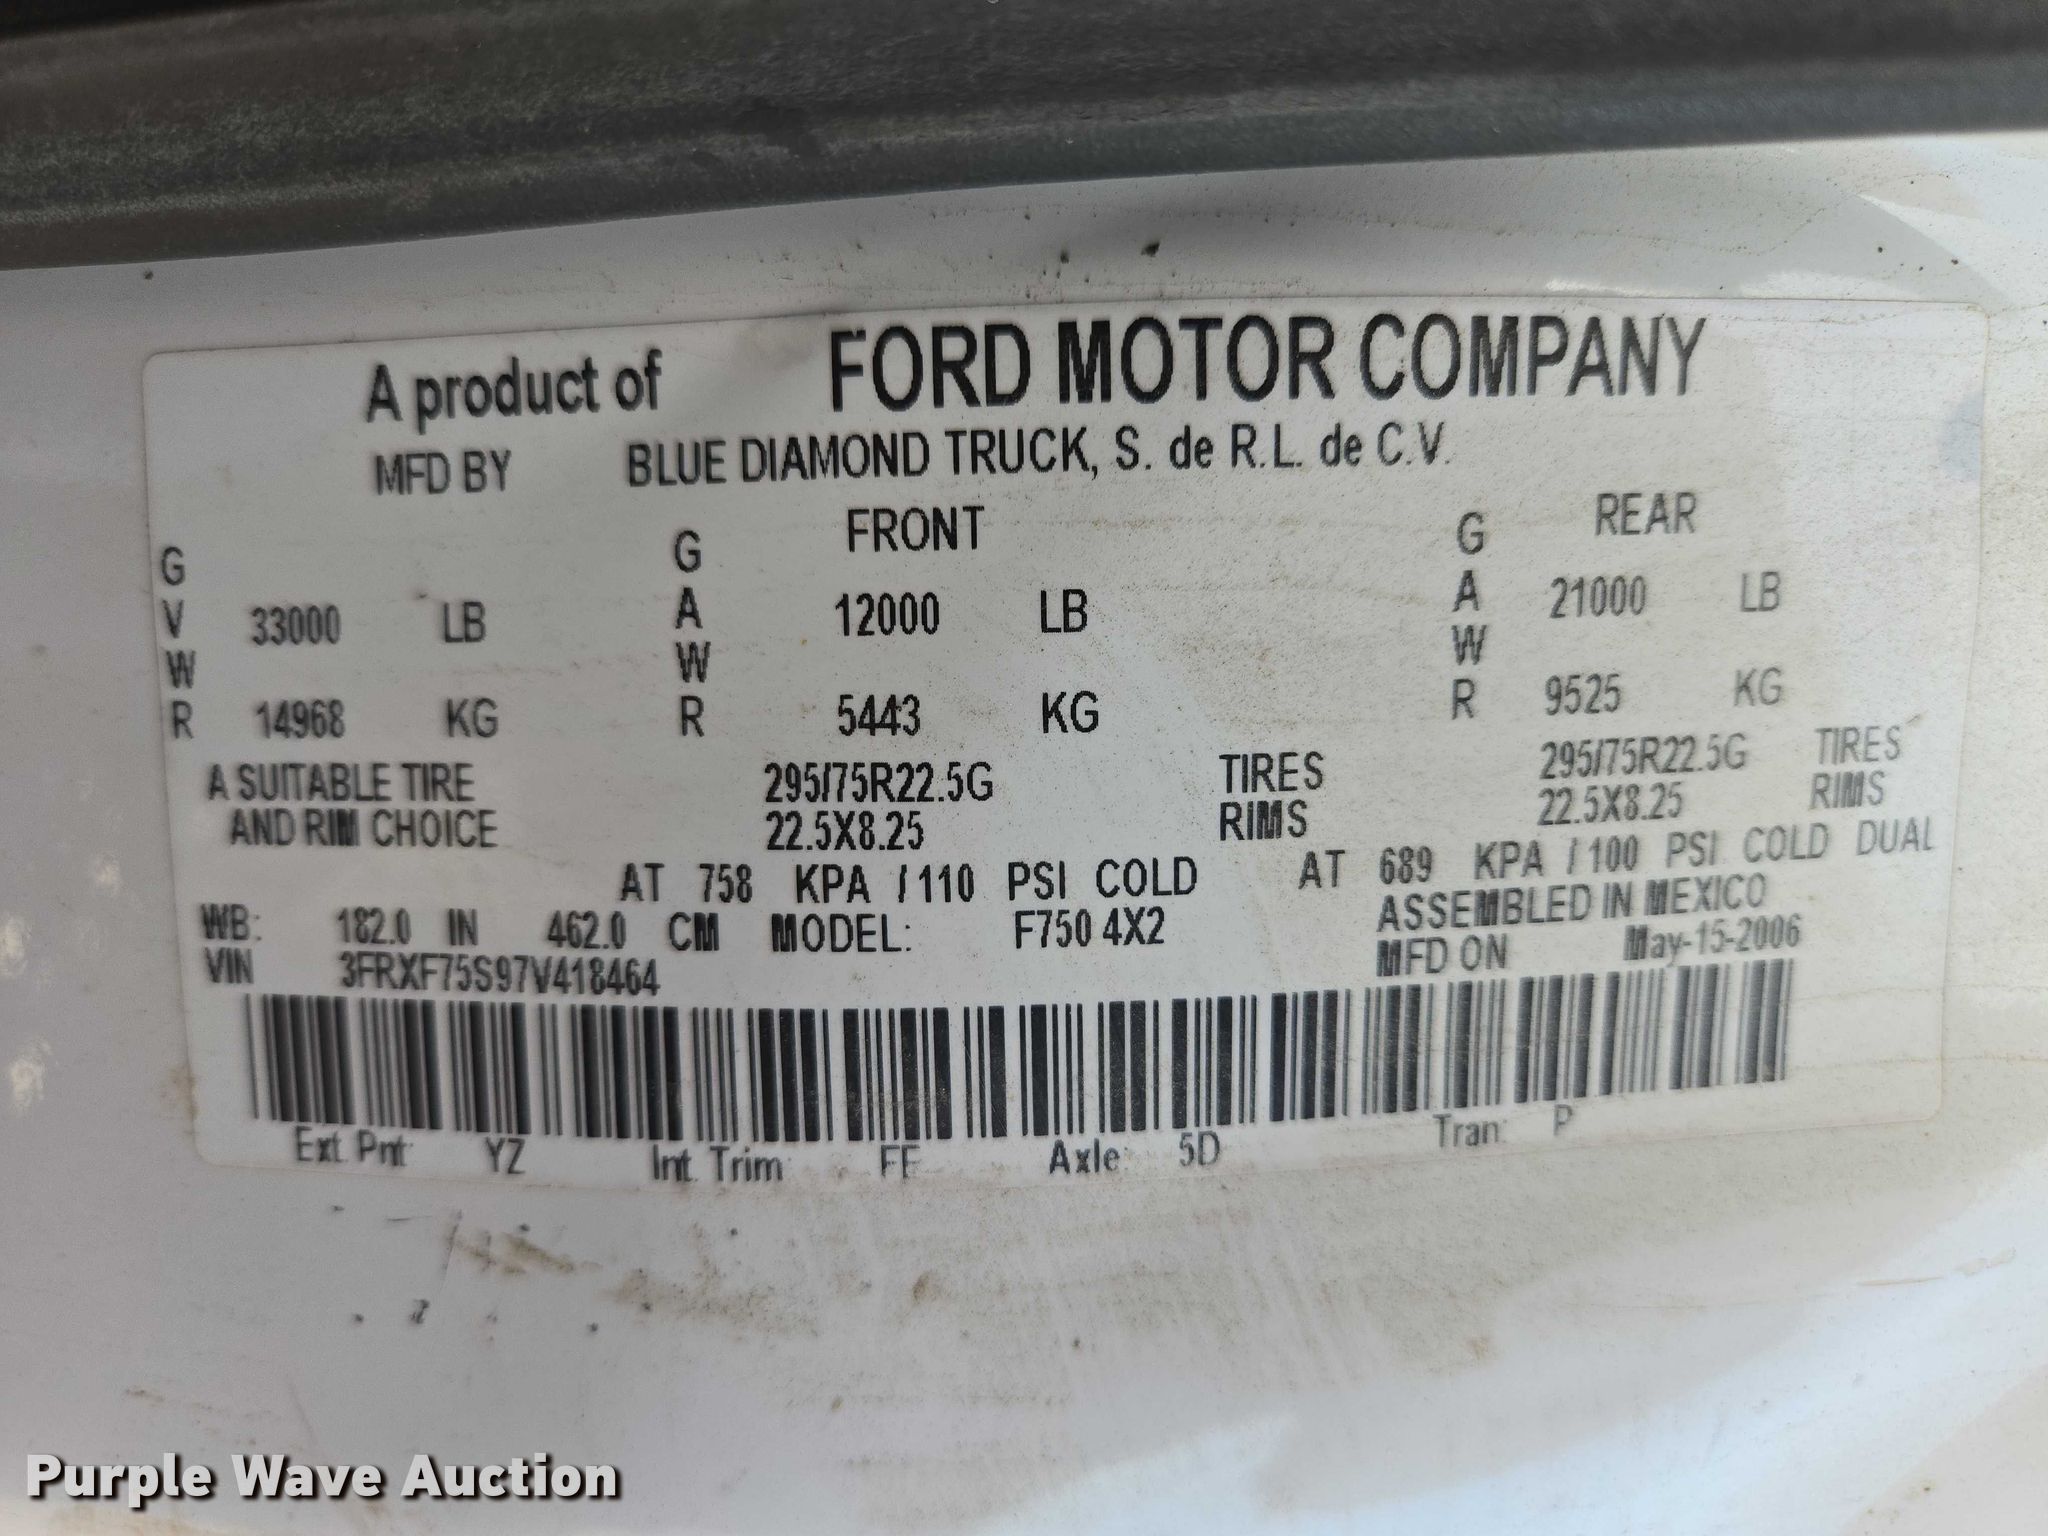 A product of FORD MOTOR COMPANY
MFD BY BLUE DIAMOND TRUCK, S. de R.L. de C.V.
FRONT REAR
G G G
V 33000 LB A 12000 LB A 21000 LB
W W W
R 14968 KG R 5443 KG R 9525 KG
A SUITABLE TIRE 295/75R22.5G TIRES 295/75R22.5G TIRES
AND RIM CHOICE 22.5X8.25 RIMS 22.5X8.25 RIMS
AT 758 KPA / 110 PSI COLD AT 689 KPA / 100 PSI COLD DUAL
WB: 182.0 IN 462.0 CM MODEL: F750 4X2 ASSEMBLED IN MEXICO
VIN 3FRXF75S97V418464 MFD ON May-15-2006
Ext. Pnt: YZ Int. Trim: FF Axle: 5D Tran: P
Purple Wave Auction